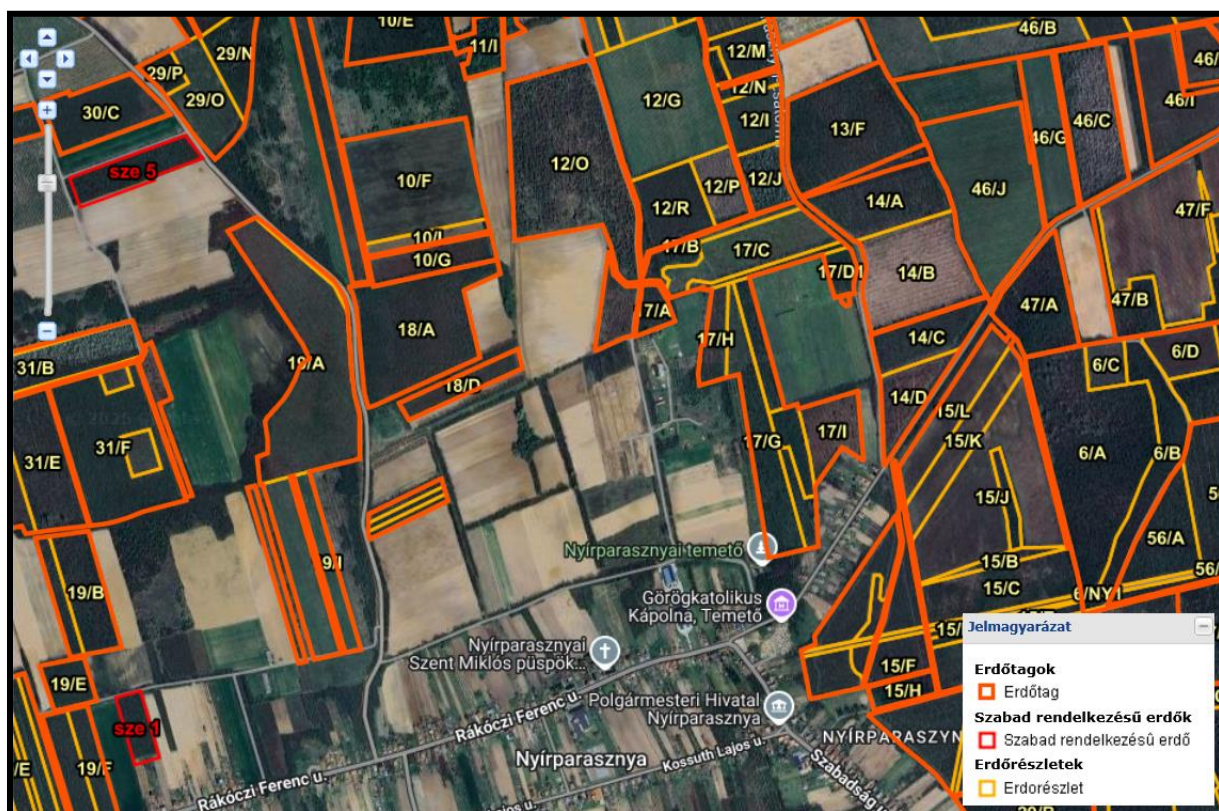 10/E
11/I
12/M
46/B
29/N
29/P
29/O
30/C
12/N
12/G
12/I
13/F
46/G
46/C
46/I
sze 5
10/F
12/O
12/P
12/J
12/R
14/A
46/J
47/F
10/I
10/G
17/B
17/C
17/D1
14/B
47/A
47/B
18/A
17/A
17/H
14/C
6/C
6/D
31/B
19/A
18/D
14/D
15/L
15/K
31/F
31/E
17/G
17/I
6/A
6/B
15/J
19/I
56/A
15/B
15/C
6/NY1
19/B
Nyírparasznyai temető
Görögkatolikus
Kápolna, Temető
Nyírparasznyai
Szent Miklós püspök...
15/F
15/H
19/E
sze 1
19/F
Polgármesteri Hivatal
Nyírparasznya
Rákóczi Ferenc u.
Nyírparasznya
Kossuth Lajos u.
Szabadság u
NYÍRPARASZN
Rákóczi Ferenc u.
Jelmagyarázat
Erdőtagok
Erdőtag
Szabad rendelkezésű erdők
Szabad rendelkezésû erdő
Erdőrészletek
Erdorészlet